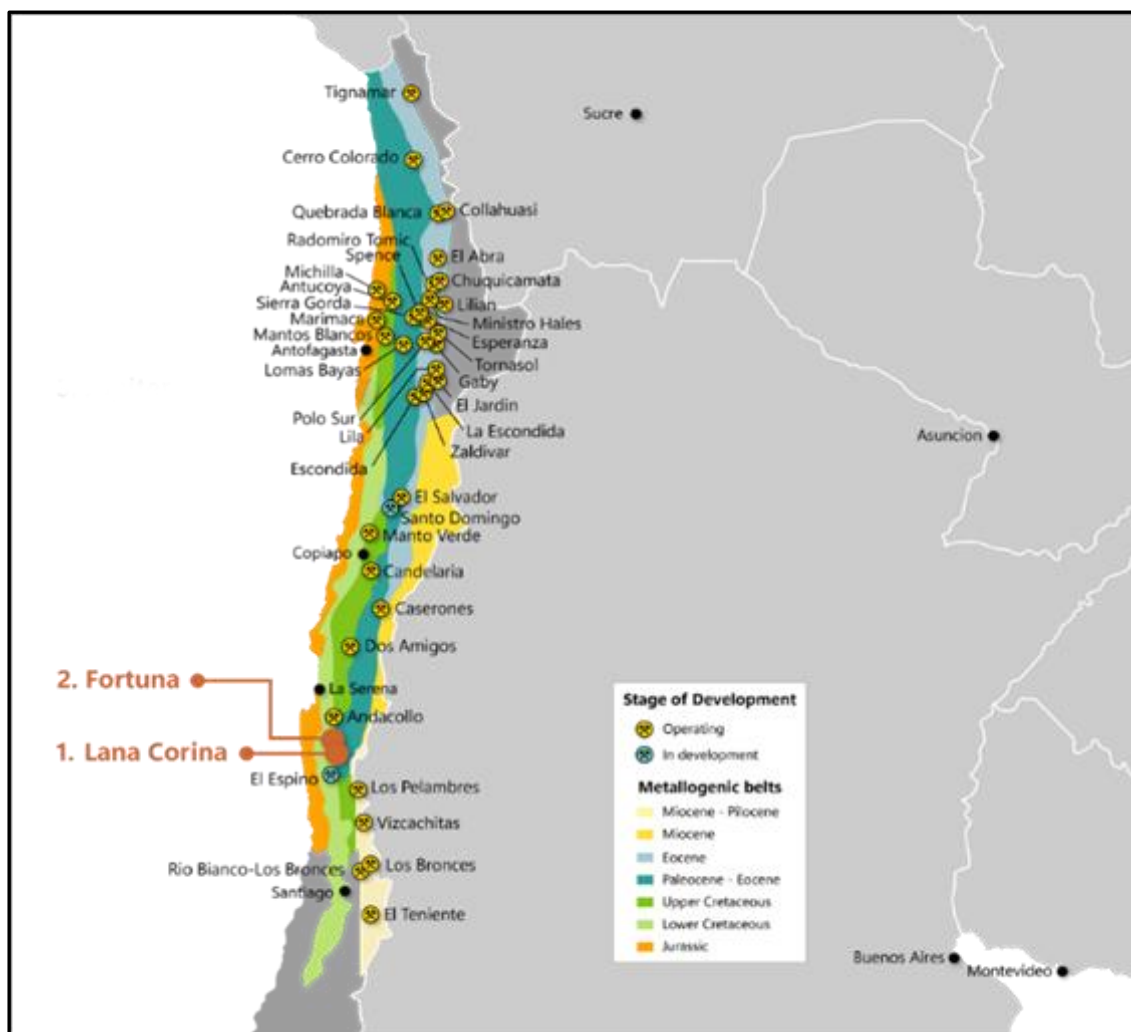 Tignamar
Sucre
Cerro Colorado
Quebrada Blanca
Collahuasi
Radomiro Tomic
Spence
El Abra
Michilla
Chuquicamata
Antucoya
Sierra Gorda
Lilian
Marimaca
Ministro Hales
Mantos Blancos
Esperanza
Antofagasta
Tornasol
Lomas Bayas
Gaby
El Jardin
Polo Sur
La Escondida
Lila
Zaldivar
Asuncion
Escondida
El Salvador
Santo Domingo
Manto Verde
Copiapo
Candelaria
Caserones
Dos Amigos
2. Fortuna
La Serena
Andacollo
1. Lana Corina
El Espino
Los Pelambres
Vizcachitas
Rio Bianco-Los Bronces
Los Bronces
Santiago
El Teniente
Stage of Development
Operating
In development
Metallogenic belts
Miocene - Pilocene
Miocene
Eocene
Paleocene - Eocene
Upper Cretaceous
Lower Cretaceous
Jurassic
Buenos Aires
Montevideo